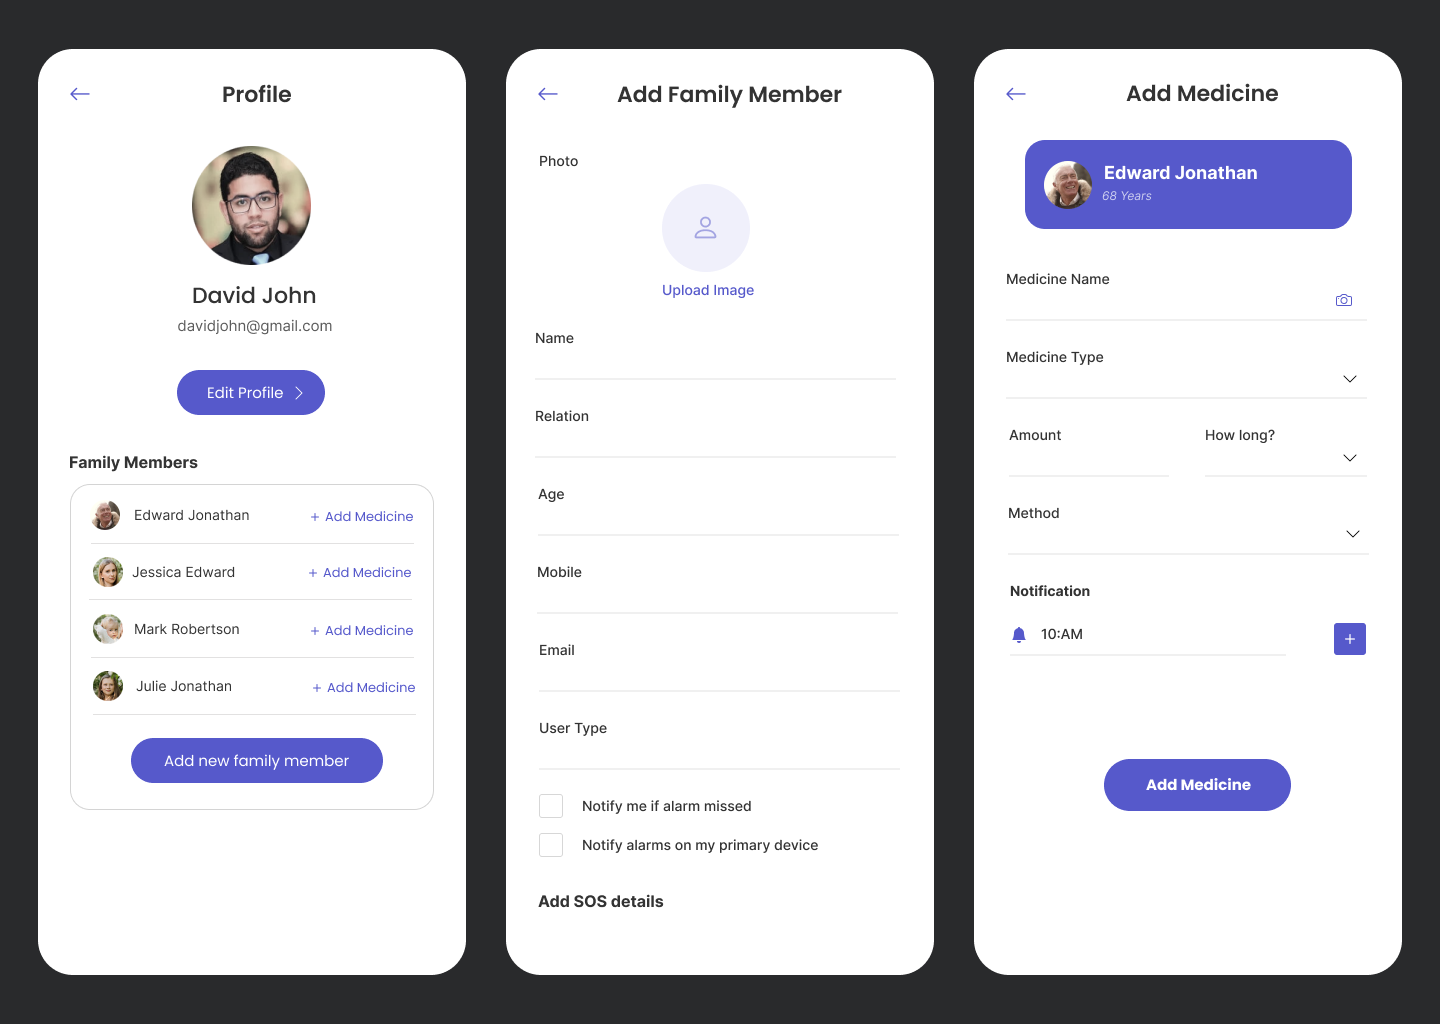 Profile
David John
davidjohn@gmail.com
Edit Profile
Family Members
Edward Jonathan + Add Medicine
Jessica Edward + Add Medicine
Mark Robertson + Add Medicine
Julie Jonathan + Add Medicine
Add new family member
Add Family Member
Photo
Upload Image
Name
Relation
Age
Mobile
Email
User Type
Notify me if alarm missed
Notify alarms on my primary device
Add SOS details
Add Medicine
Edward Jonathan
68 Years
Medicine Name
Medicine Type
Amount How long?
Method
Notification
10:AM +
Add Medicine